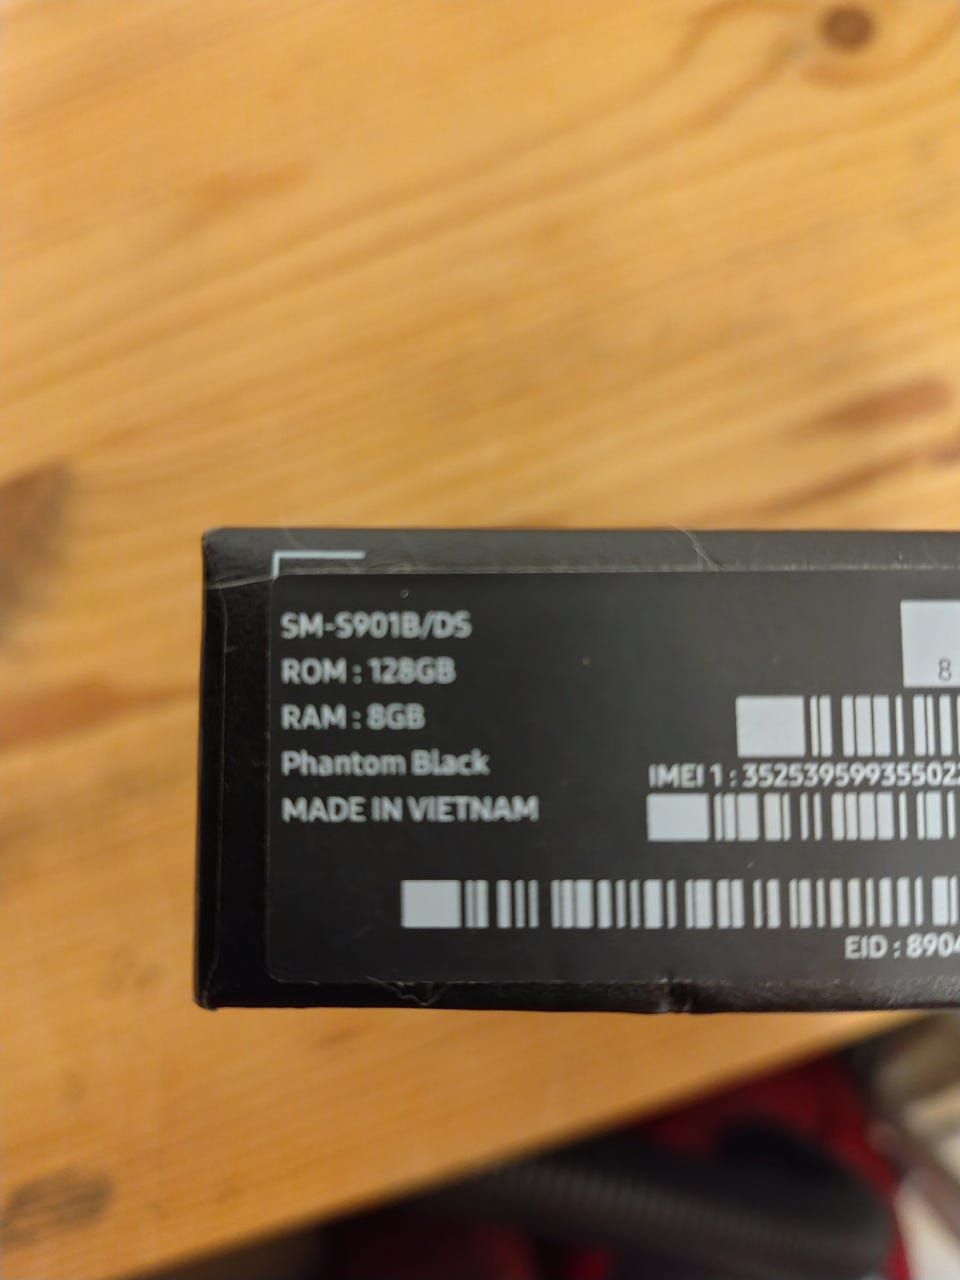 SM-S901B/DS
ROM : 128GB
RAM : 8GB
Phantom Black
MADE IN VIETNAM
8
IMEI 1 : 35253959935502
EID : 890